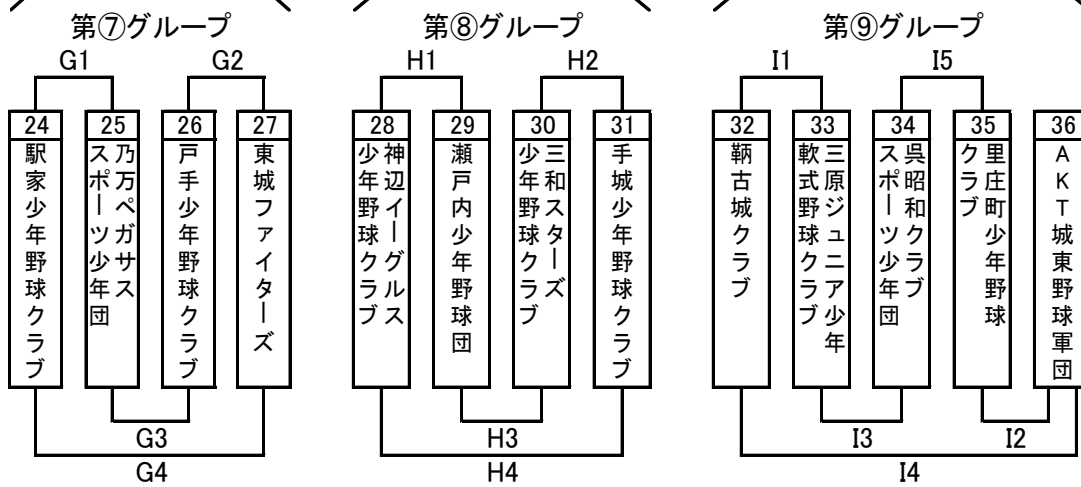 第⑦グループ
第⑧グループ
第⑨グループ
G1
G2
H1
H2
I1
I5
24
25
26
27
28
29
30
31
32
33
34
35
36
駅家少年野球クラブ
乃万ペガサス
スポーツ少年団
戸手少年野球クラブ
東城ファイターズ
神辺イーグルス
少年野球クラブ
瀬戸内少年野球団
三和スターズ
少年野球クラブ
手城少年野球クラブ
鞆古城クラブ
三原ジュニア少年
軟式野球クラブ
呉昭和クラブ
スポーツ少年団
里庄町少年野球
クラブ
AKT城東野球軍団
G3
H3
I3
I2
G4
H4
I4